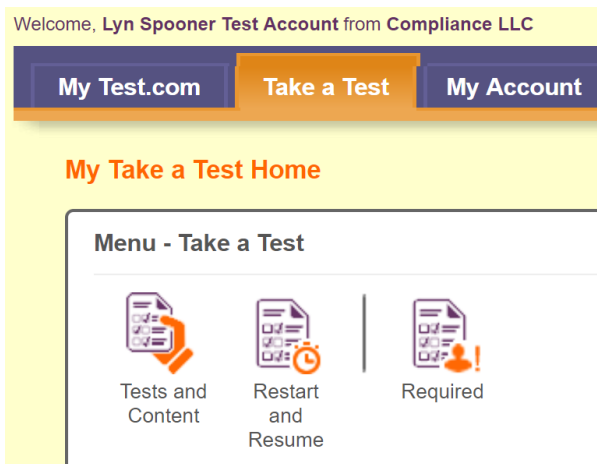 Welcome, Lyn Spooner Test Account from Compliance LLC
My Test.com Take a Test My Account
My Take a Test Home
Menu - Take a Test
Tests and Content
Restart and Resume
Required